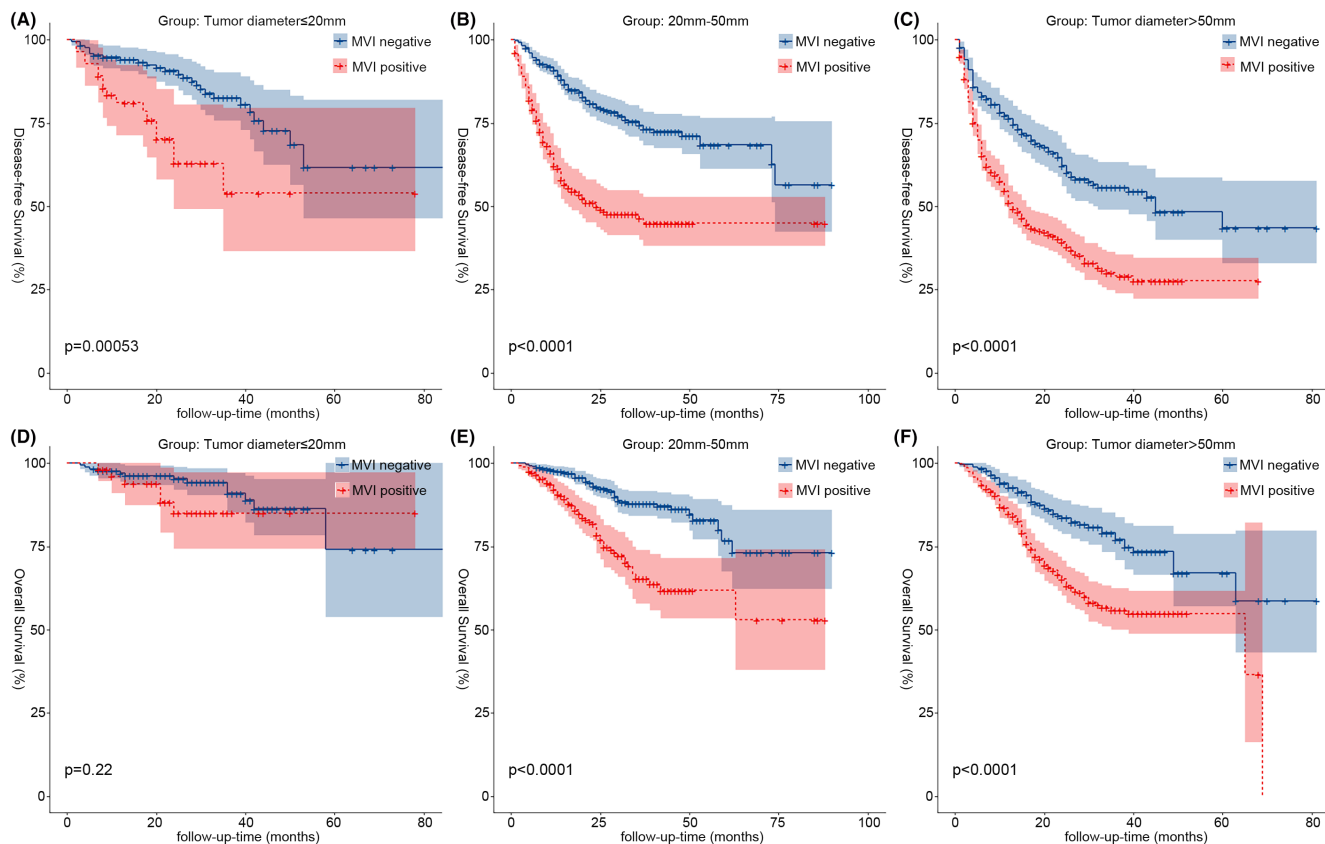 (A)
Group: Tumor diameter≤20mm
MVI negative
MVI positive
100
75
50
25
0
Disease-free Survival (%)
p=0.00053
0 20 40 60 80
follow-up-time (months)
(B)
Group: 20mm-50mm
MVI negative
MVI positive
100
75
50
25
0
Disease-free Survival (%)
p<0.0001
0 25 50 75 100
follow-up-time (months)
(C)
Group: Tumor diameter>50mm
MVI negative
MVI positive
100
75
50
25
0
Disease-free Survival (%)
p<0.0001
0 20 40 60 80
follow-up-time (months)
(D)
Group: Tumor diameter≤20mm
MVI negative
MVI positive
100
75
50
25
0
Overall Survival (%)
p=0.22
0 20 40 60 80
follow-up-time (months)
(E)
Group: 20mm-50mm
MVI negative
MVI positive
100
75
50
25
0
Overall Survival (%)
p<0.0001
0 25 50 75 100
follow-up-time (months)
(F)
Group: Tumor diameter>50mm
MVI negative
MVI positive
100
75
50
25
0
Overall Survival (%)
p<0.0001
0 20 40 60 80
follow-up-time (months)